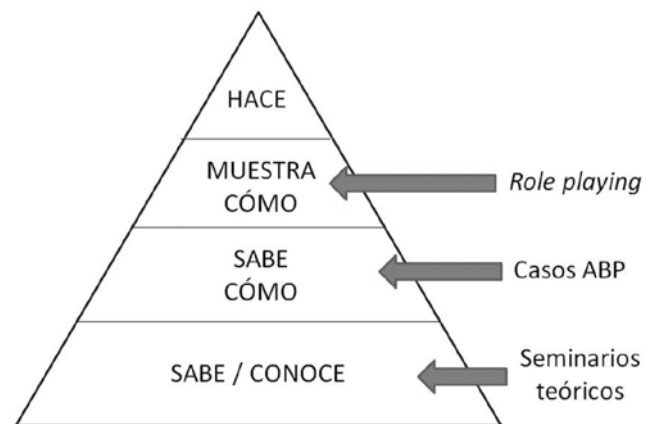 HACE
MUESTRA
CÓMO
Role playing
SABE
CÓMO
Casos ABP
SABE / CONOCE
Seminarios
teóricos